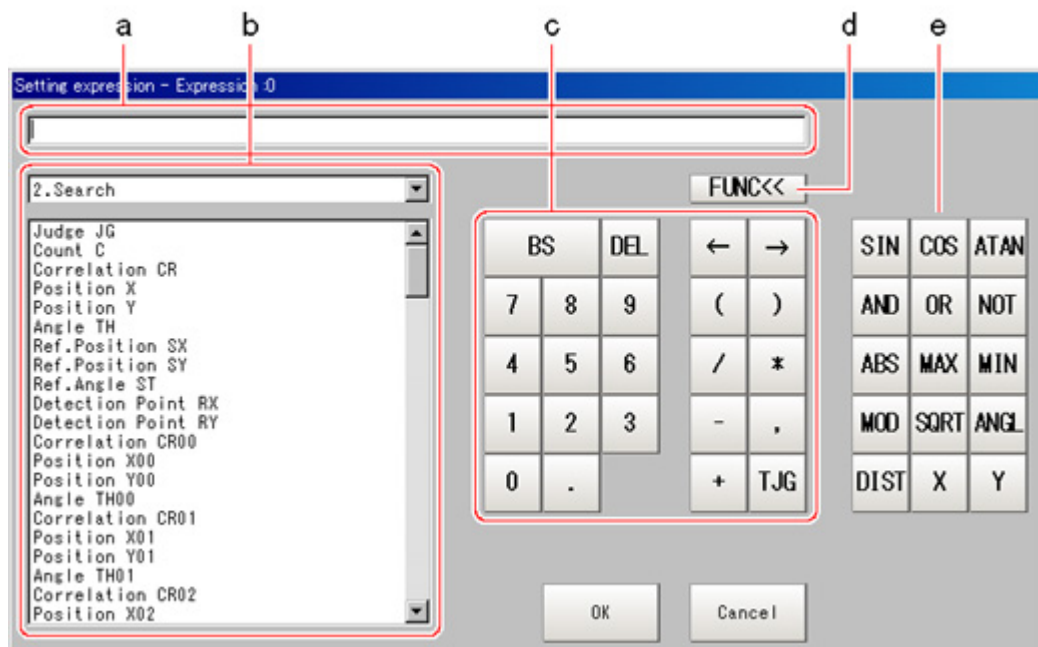 a b c d e
Setting expression - Expression :0
2.Search
FUNC<<
Judge JG
Count C
Correlation CR
Position X
Position Y
Angle TH
Ref.Position SX
Ref.Position SY
Ref.Angle ST
Detection Point RX
Detection Point RY
Correlation CR00
Position X00
Position Y00
Angle TH00
Correlation CR01
Position X01
Position Y01
Angle TH01
Correlation CR02
Position X02
BS DEL ← → SIN COS ATAN
7 8 9 ( ) AND OR NOT
4 5 6 / * ABS MAX MIN
1 2 3 - , MOD SQRT ANGL
0 . + TJG DIST X Y
OK Cancel